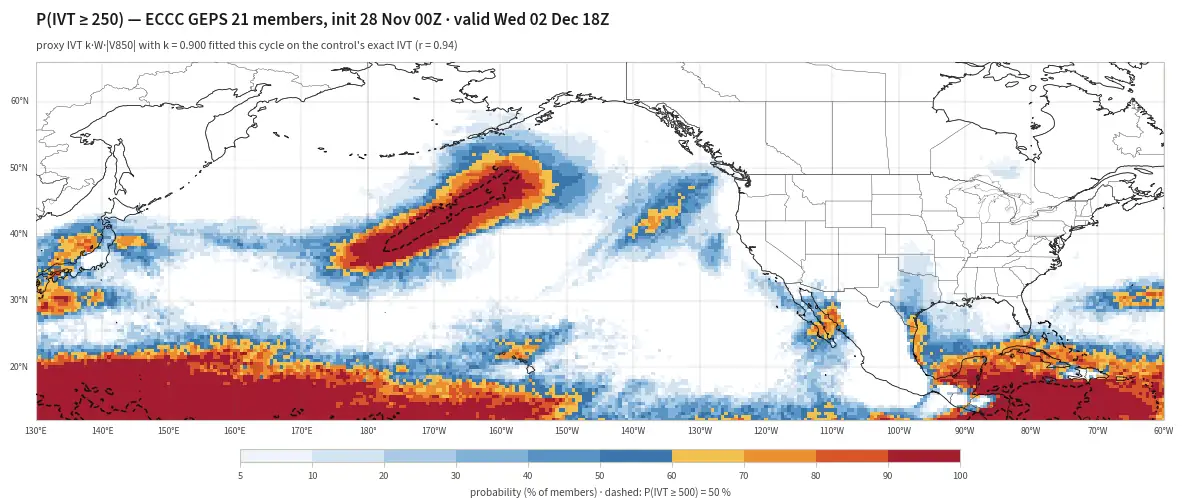 P(IVT ≥ 250) — ECCC GEPS 21 members, init 28 Nov 00Z · valid Wed 02 Dec 18Z
proxy IVT k·W·|V850| with k = 0.900 fitted this cycle on the control's exact IVT (r = 0.94)
60°N
50°N
40°N
30°N
20°N
130°E 140°E 150°E 160°E 170°E 180° 170°W 160°W 150°W 140°W 130°W 120°W 110°W 100°W 90°W 80°W 70°W 60°W
5 10 20 30 40 50 60 70 80 90 100
probability (% of members) · dashed: P(IVT ≥ 500) = 50 %